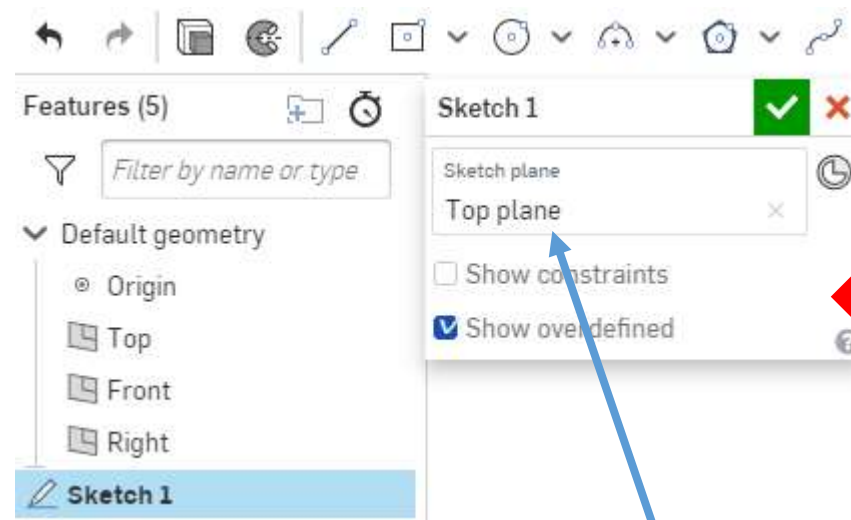 Features (5)
Filter by name or type
Default geometry
Origin
Top
Front
Right
Sketch 1
Sketch 1
Sketch plane
Top plane
Show constraints
Show overdefined